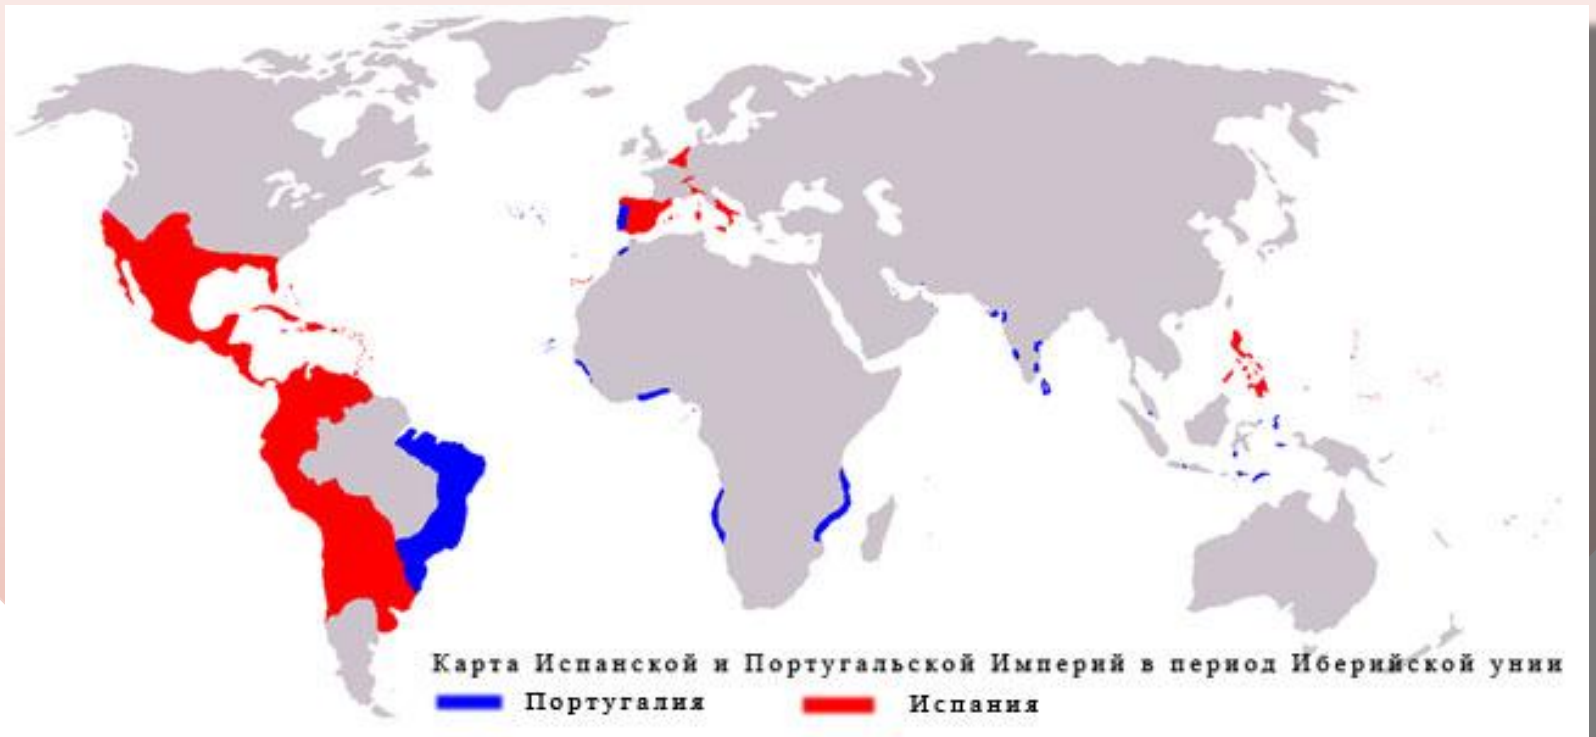 Карта Испанской и Португальской Империй в период Иберийской унии
Португалия
Испания